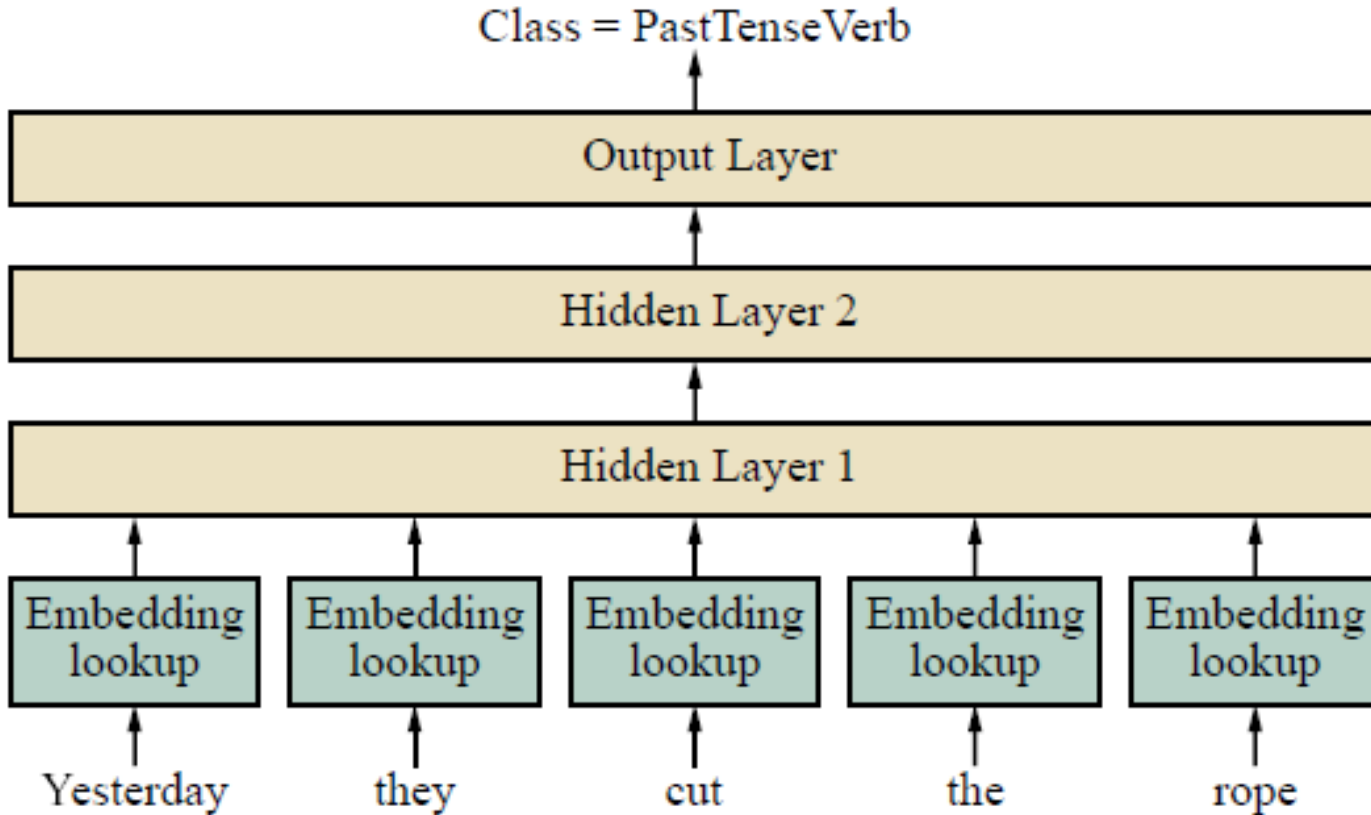 Class = PastTenseVerb
Output Layer
Hidden Layer 2
Hidden Layer 1
Embedding lookup
Embedding lookup
Embedding lookup
Embedding lookup
Embedding lookup
Yesterday they cut the rope